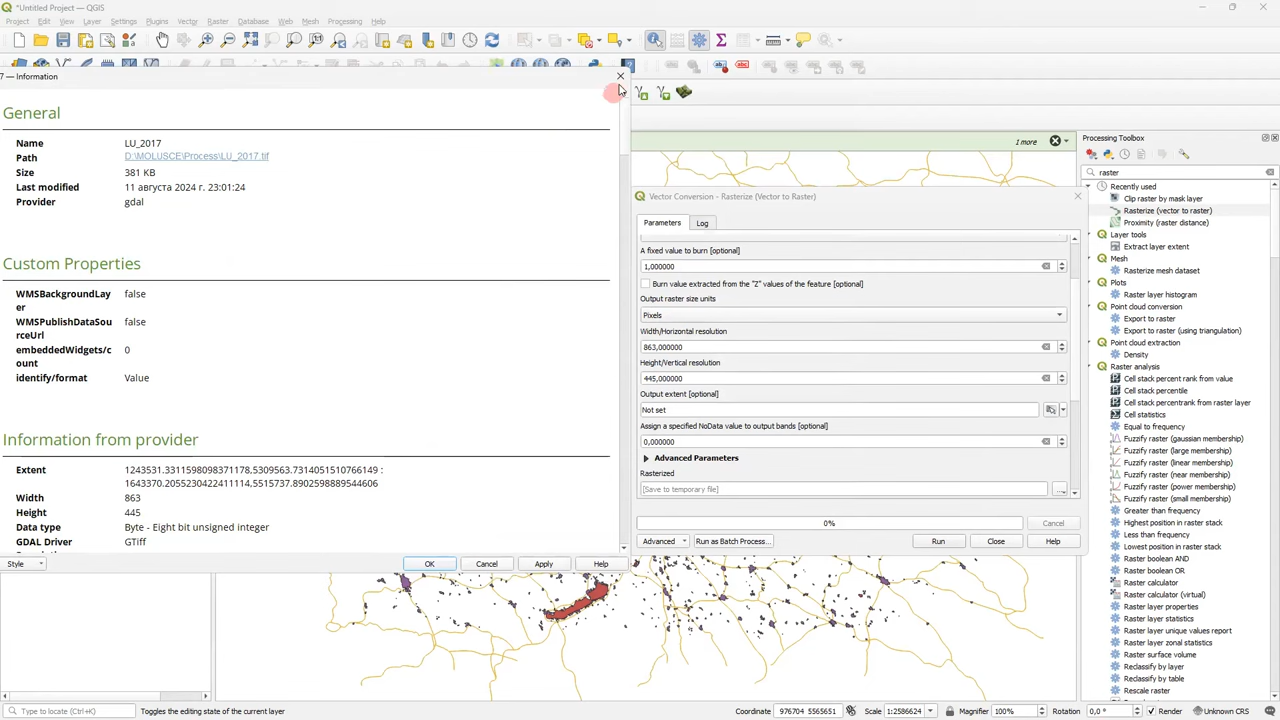 *Untitled Project — QGIS
Project Edit View Layer Settings Plugins Vector Raster Database Web Mesh Processing Help
7 — Information
General
Name LU_2017
Path D:\MOLUSCE\Process\LU_2017.tif
Size 381 KB
Last modified 11 августа 2024 г. 23:01:24
Provider gdal
Custom Properties
WMSBackgroundLay
er false
WMSPublishDataSou
rceUrl false
embeddedWidgets/c
ount 0
identify/format Value
Information from provider
Extent 1243531.3311598098371178,5309563.7314051510766149 :
1643370.2055230422411114,5515737.8902598889544606
Width 863
Height 445
Data type Byte - Eight bit unsigned integer
GDAL Driver GTiff
Style OK Cancel Apply Help
1 more
Vector Conversion - Rasterize (Vector to Raster)
Parameters Log
A fixed value to burn [optional]
1,000000
Burn value extracted from the "Z" values of the feature [optional]
Output raster size units
Pixels
Width/Horizontal resolution
863,000000
Height/Vertical resolution
445,000000
Output extent [optional]
Not set
Assign a specified NoData value to output bands [optional]
0,000000
Advanced Parameters
Rasterized
[Save to temporary file]
...
0%
Cancel
Advanced Run as Batch Process... Run Close Help
Processing Toolbox
raster
Recently used
Clip raster by mask layer
Rasterize (vector to raster)
Proximity (raster distance)
Layer tools
Extract layer extent
Mesh
Rasterize mesh dataset
Plots
Raster layer histogram
Point cloud conversion
Export to raster
Export to raster (using triangulation)
Point cloud extraction
Density
Raster analysis
Cell stack percent rank from value
Cell stack percentile
Cell stack percentrank from raster layer
Cell statistics
Equal to frequency
Fuzzify raster (gaussian membership)
Fuzzify raster (large membership)
Fuzzify raster (linear membership)
Fuzzify raster (near membership)
Fuzzify raster (power membership)
Fuzzify raster (small membership)
Greater than frequency
Highest position in raster stack
Less than frequency
Lowest position in raster stack
Raster boolean AND
Raster boolean OR
Raster calculator
Raster calculator (virtual)
Raster layer properties
Raster layer statistics
Raster layer unique values report
Raster layer zonal statistics
Raster surface volume
Reclassify by layer
Reclassify by table
Rescale raster
Type to locate (Ctrl+K) Toggles the editing state of the current layer Coordinate 976704 5565651 Scale 1:2586624 Magnifier 100% Rotation 0,0 ° Render Unknown CRS